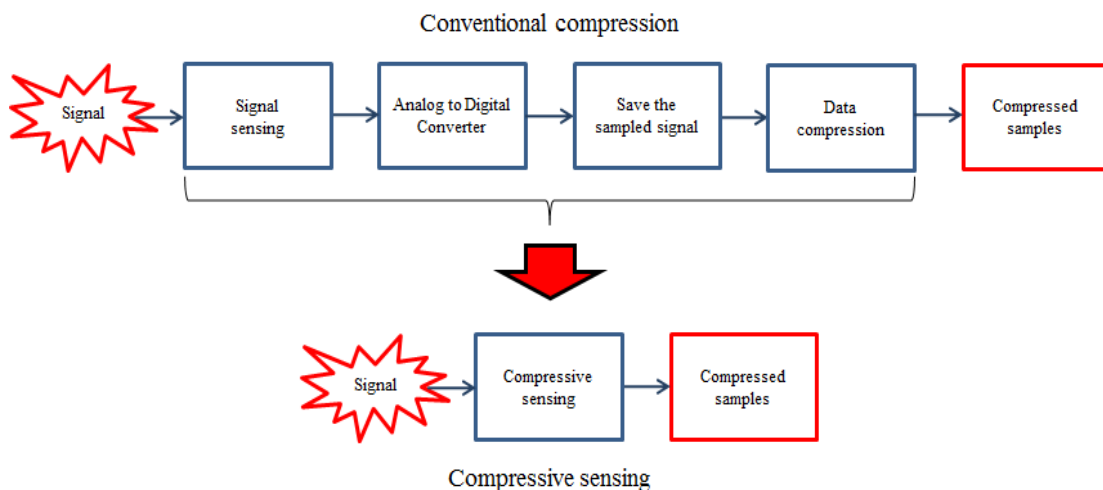 Conventional compression
Signal
Signal
sensing
Analog to Digital
Converter
Save the
sampled signal
Data
compression
Compressed
samples
Signal
Compressive
sensing
Compressed
samples
Compressive sensing